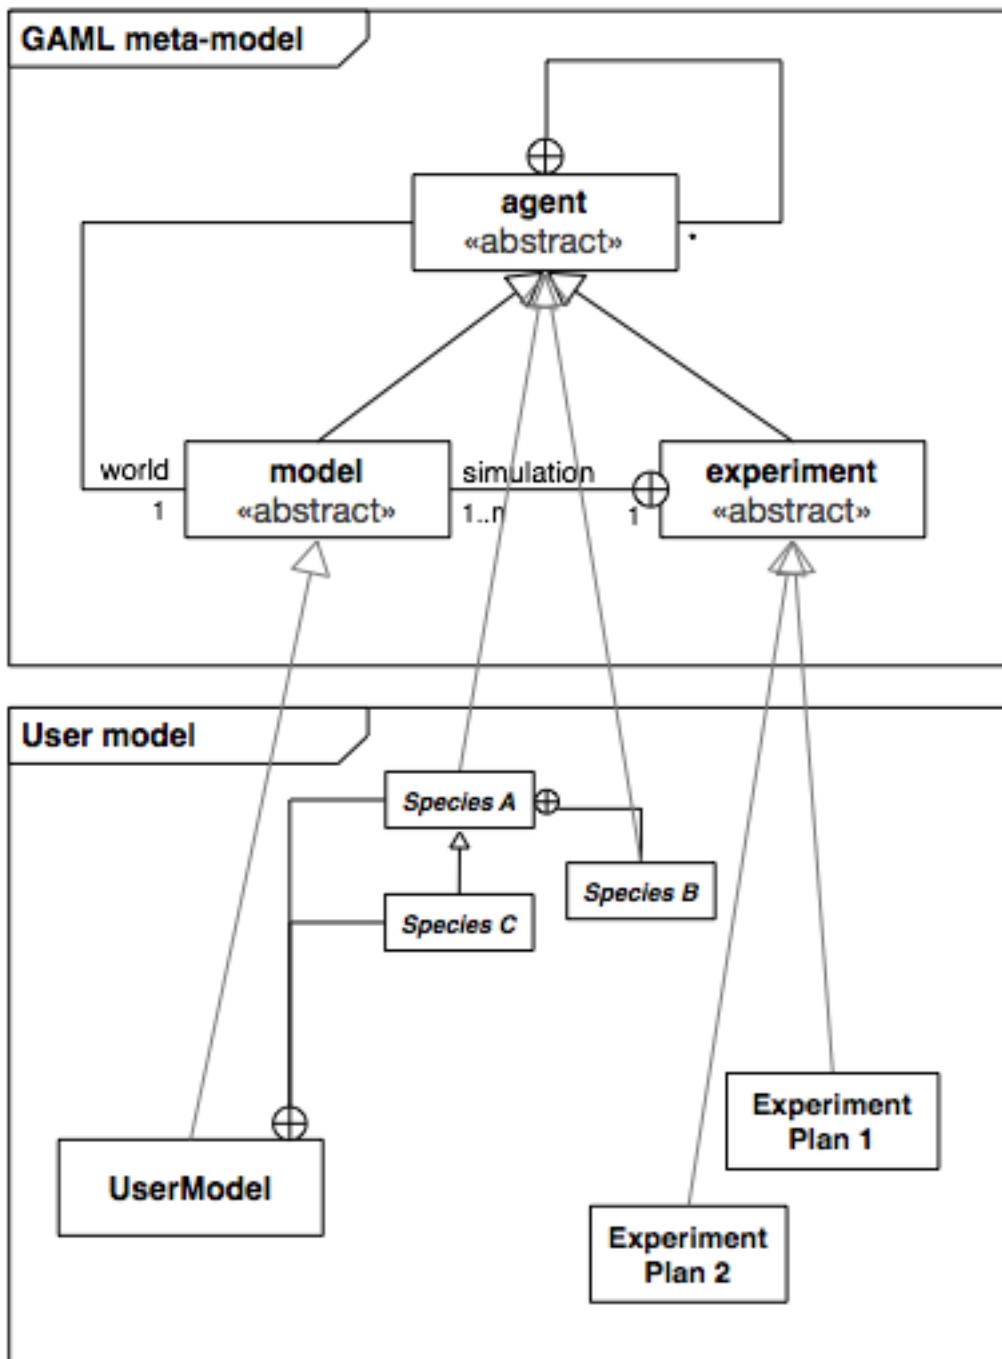 GAML meta-model
agent
«abstract»
*
world
1
model
«abstract»
simulation
1..n
1
experiment
«abstract»
User model
Species A
Species B
Species C
Experiment
Plan 1
UserModel
Experiment
Plan 2